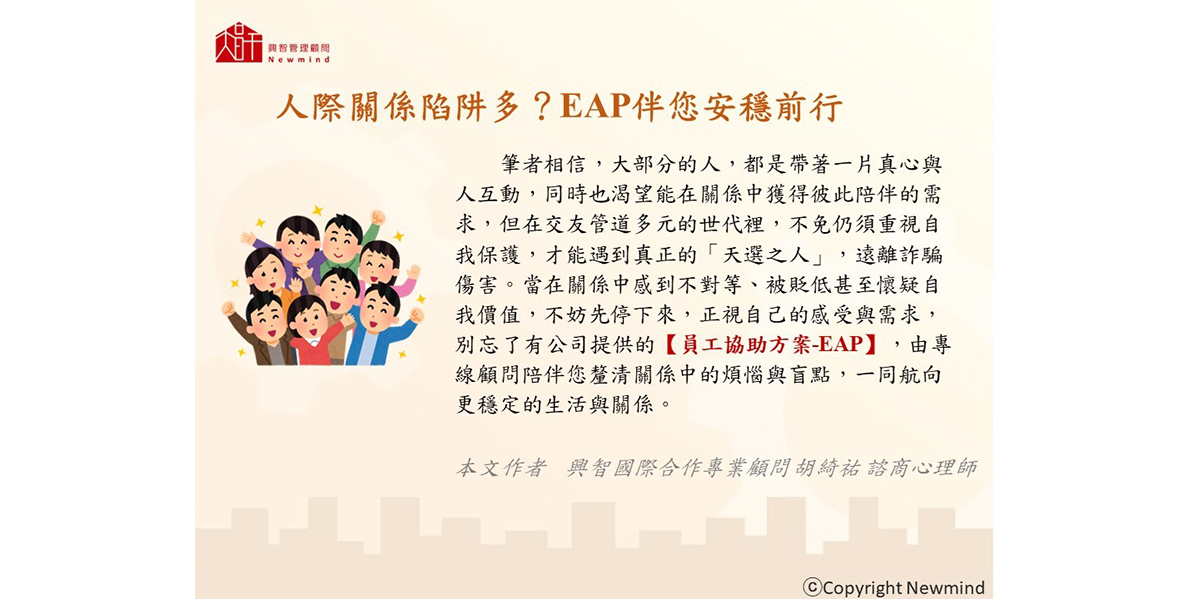 興智管理顧問
Newmind
人際關係陷阱多？EAP伴您安穩前行
筆者相信，大部分的人，都是帶著一片真心與
人互動，同時也渴望能在關係中獲得彼此陪伴的需
求，但在交友管道多元的世代裡，不免仍須重視自
我保護，才能遇到真正的「天選之人」，遠離詐騙
傷害。當在關係中感到不對等、被貶低甚至懷疑自
我價值，不妨先停下來，正視自己的感受與需求，
別忘了有公司提供的【員工協助方案-EAP】，由專
線顧問陪伴您釐清關係中的煩惱與盲點，一同航向
更穩定的生活與關係。
本文作者 興智國際合作專業顧問 胡綺祐 諮商心理師
ⓒCopyright Newmind